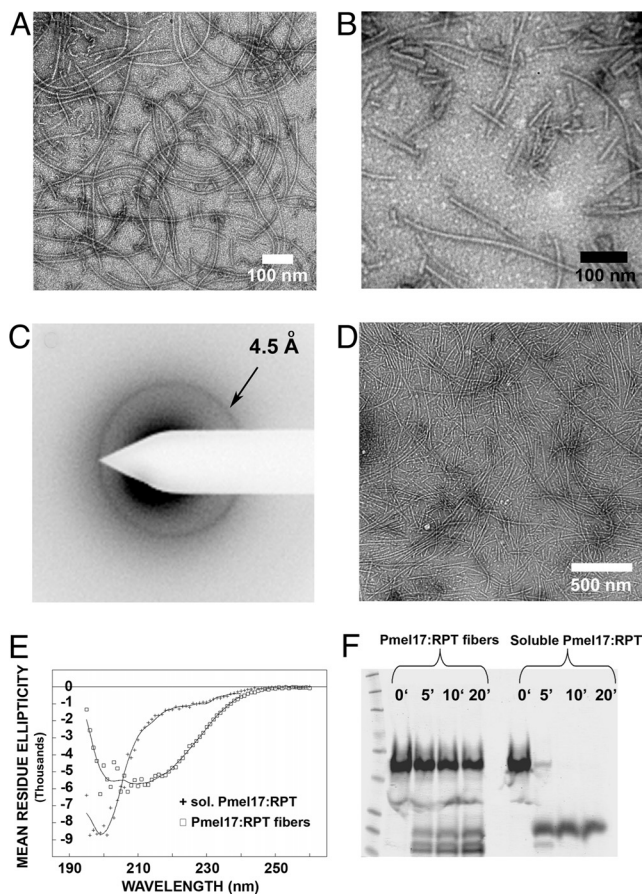 A
B
100 nm
100 nm
C
4.5 Å
D
500 nm
E
MEAN RESIDUE ELLIPTICITY
(Thousands)
0
-1
-2
-3
-4
-5
-6
-7
-8
-9
+ sol. Pmel17:RPT
□ Pmel17:RPT fibers
190 210 230 250
WAVELENGTH (nm)
F
Pmel17:RPT fibers Soluble Pmel17:RPT
0‘ 5’ 10‘ 20’ 0‘ 5’ 10’ 20’